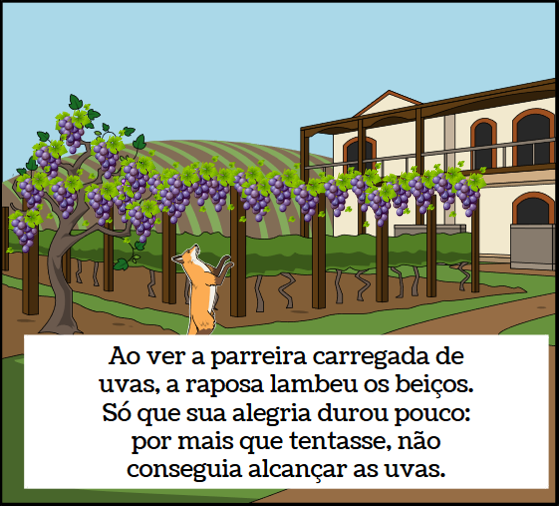 Ao ver a parreira carregada de
uvas, a raposa lambeu os beiços.
Só que sua alegria durou pouco:
por mais que tentasse, não
conseguia alcançar as uvas.